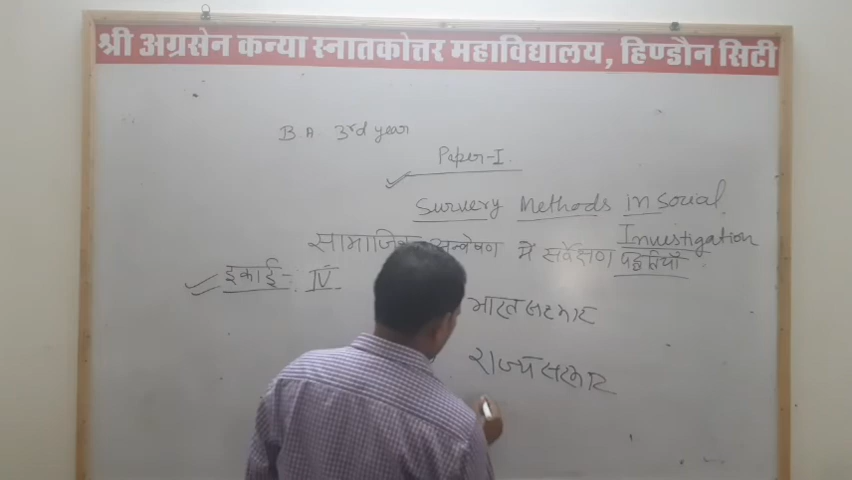 श्री अग्रसेन कन्या स्नातकोत्तर महाविद्यालय, हिण्डौन सिटी
B.A. 3rd year
Paper-I.
Survery Methods in Social
Investigation
सामाजिक अन्वेषण में सर्वेक्षण पद्धतियाँ
इकाई-: IV
भारत सरकार
राज्य सरकार